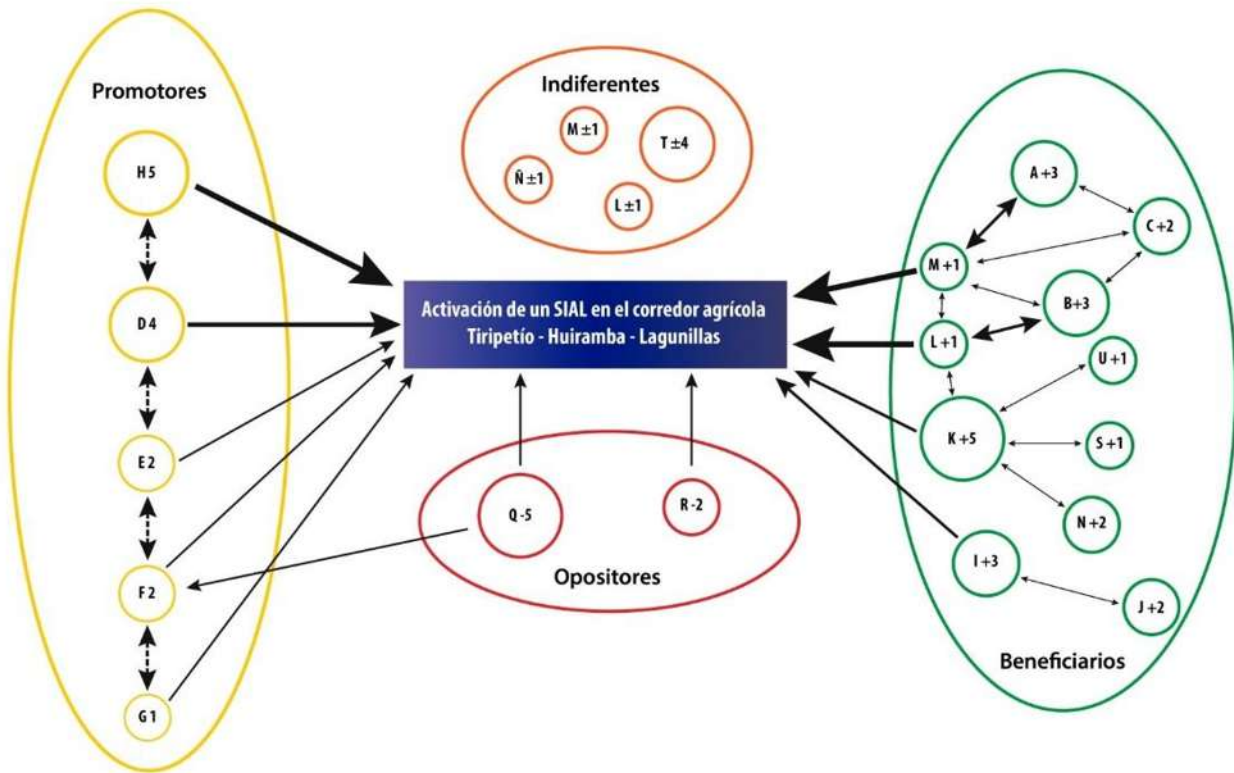 Promotores
H 5
D 4
E 2
F 2
G 1
Indiferentes
M ±1
T ±4
Ñ ±1
L ±1
Activación de un SIAL en el corredor agrícola
Tiripetío - Huiramba - Lagunillas
Q -5
R -2
Opositores
A +3
C +2
M +1
B+3
L +1
U +1
K +5
S +1
N +2
I +3
J +2
Beneficiarios